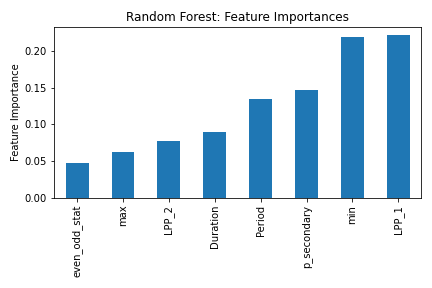 Random Forest: Feature Importances
Feature Importance
0.20
0.15
0.10
0.05
0.00
even_odd_stat
max
LPP_2
Duration
Period
p_secondary
min
LPP_1